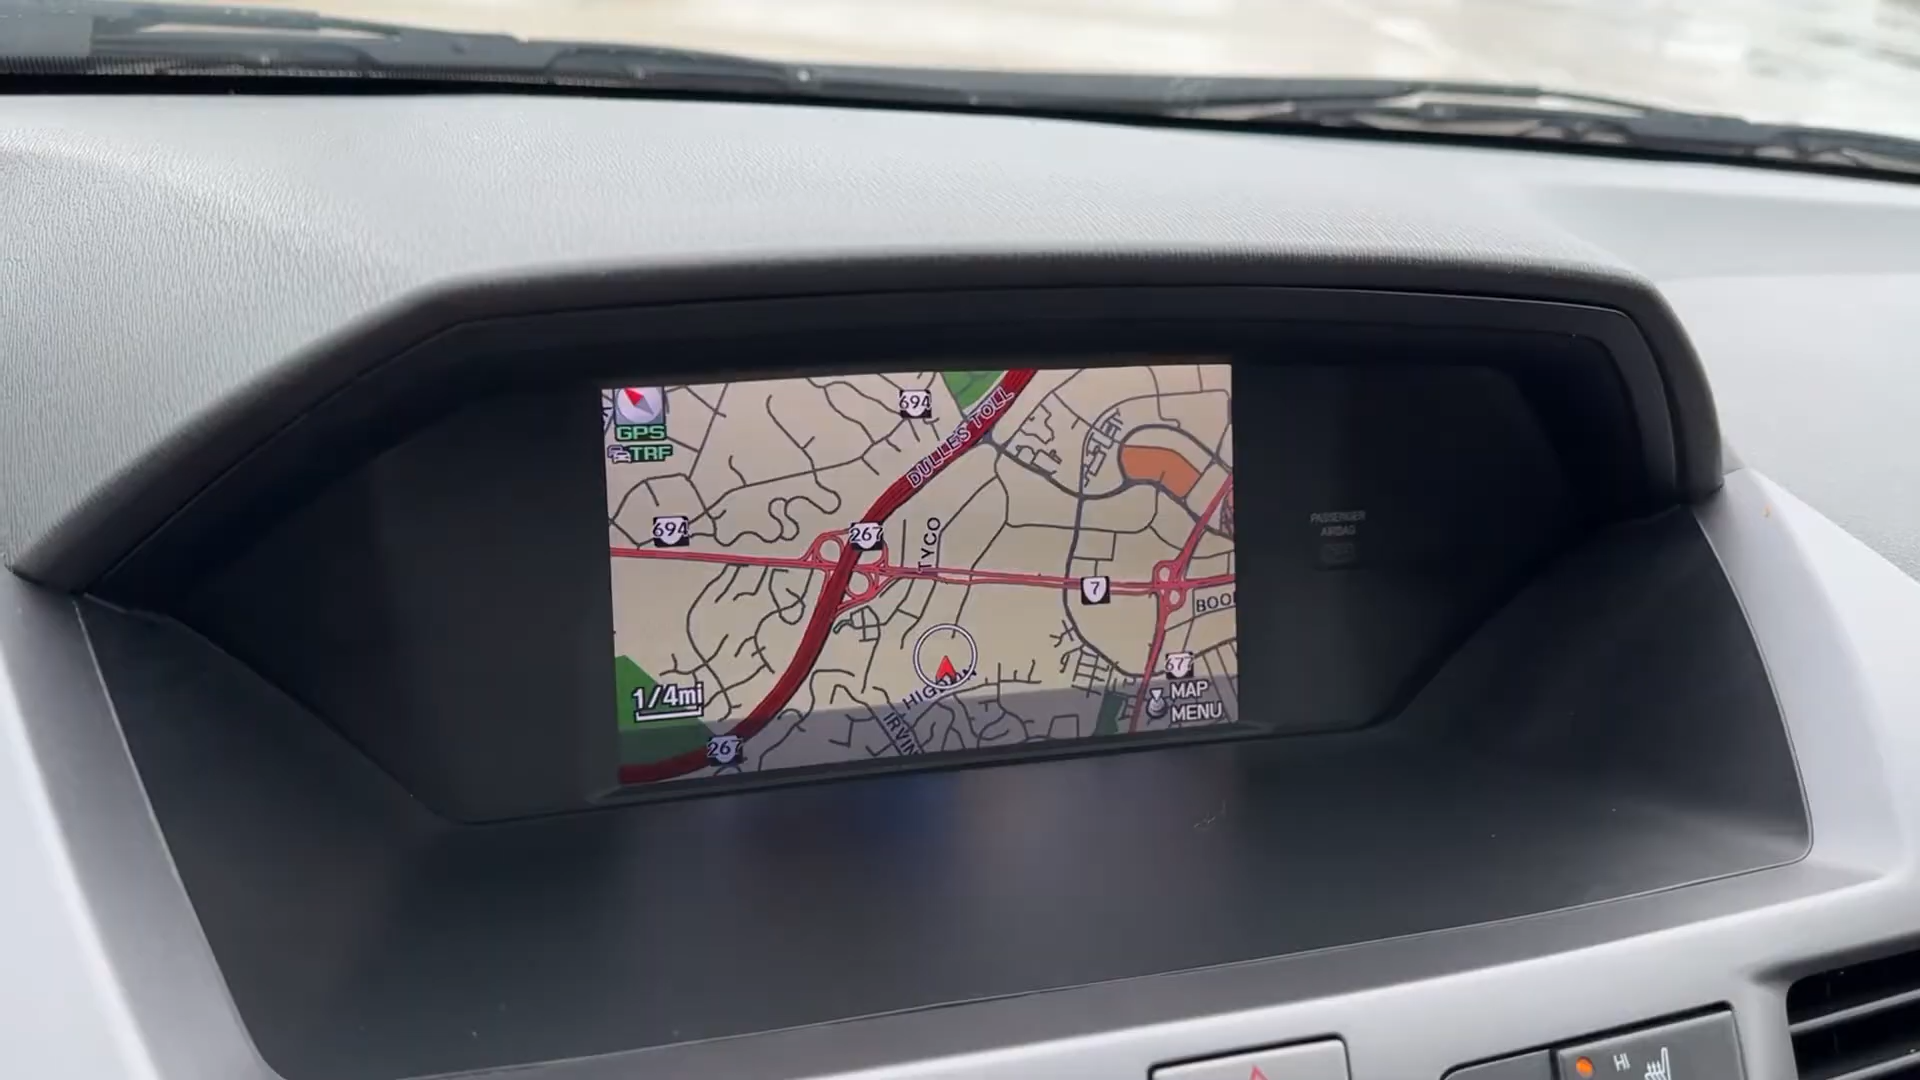 694
GPS
TRF
DULLES TOLL
694
267
TYCO
7
BOO
677
1/4mi
MAP
MENU
IRVIN
267
PASSENGER
AIRBAG
HI